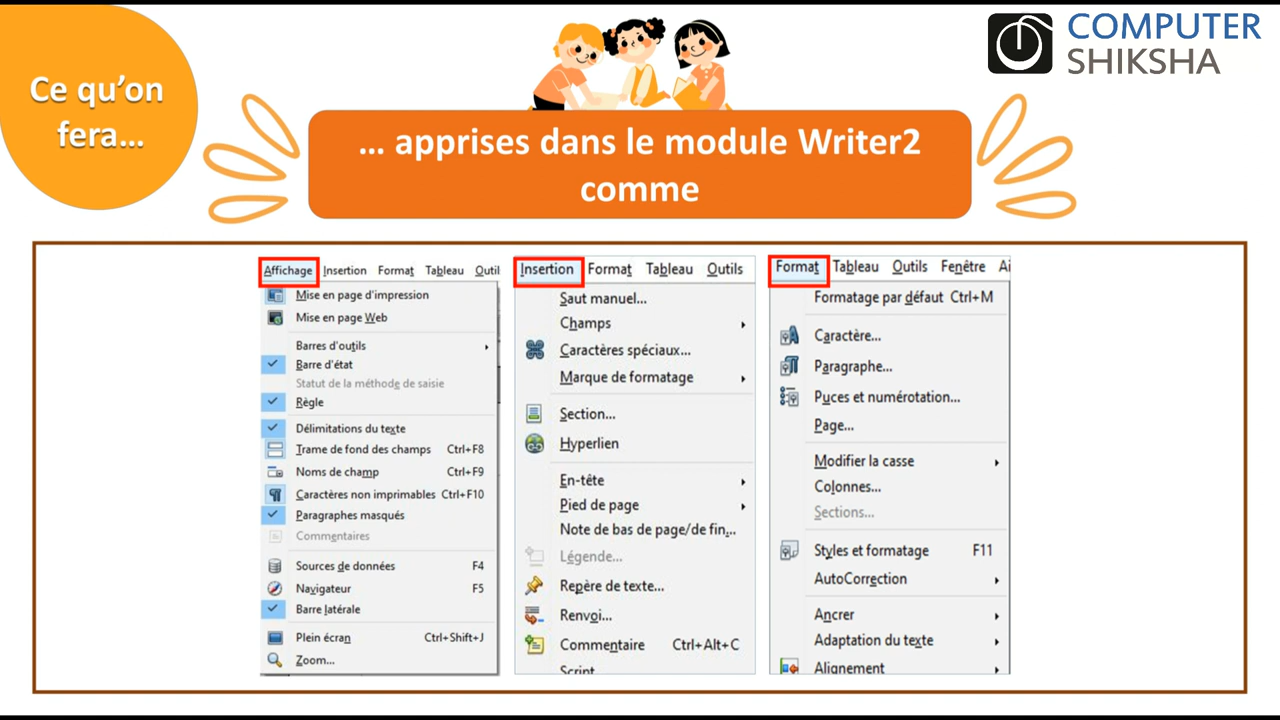 Ce qu'on
fera...
COMPUTER
SHIKSHA
... apprises dans le module Writer2
comme
Affichage Insertion Format Tableau Outil
Mise en page d'impression
Mise en page Web
Barres d'outils
Barre d'état
Statut de la méthode de saisie
Règle
Délimitations du texte
Trame de fond des champs Ctrl+F8
Noms de champ Ctrl+F9
Caractères non imprimables Ctrl+F10
Paragraphes masqués
Commentaires
Sources de données F4
Navigateur F5
Barre latérale
Plein écran Ctrl+Shift+J
Zoom...
Insertion Format Tableau Outils
Saut manuel...
Champs
Caractères spéciaux...
Marque de formatage
Section...
Hyperlien
En-tête
Pied de page
Note de bas de page/de fin...
Légende...
Repère de texte...
Renvoi...
Commentaire Ctrl+Alt+C
Script
Format Tableau Outils Fenêtre Ai
Formatage par défaut Ctrl+M
Caractère...
Paragraphe...
Puces et numérotation...
Page...
Modifier la casse
Colonnes...
Sections...
Styles et formatage F11
AutoCorrection
Ancrer
Adaptation du texte
Alignement